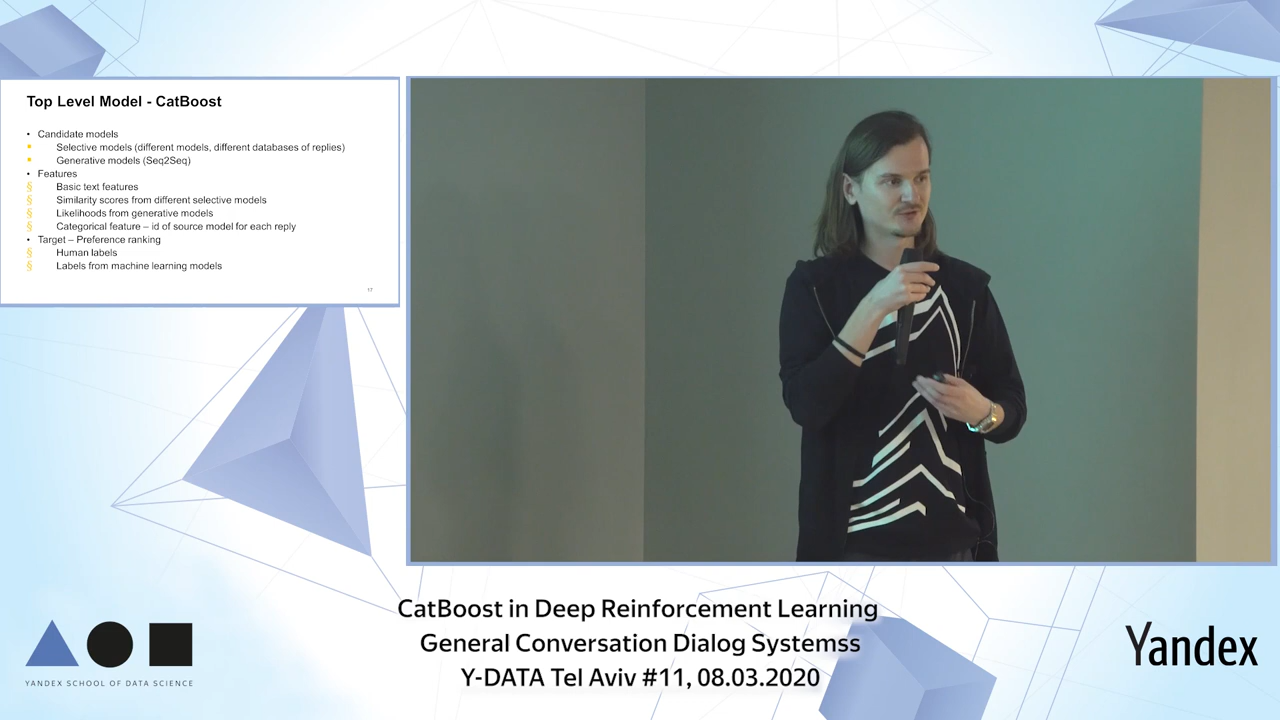 Top Level Model - CatBoost
• Candidate models
▪ Selective models (different models, different databases of replies)
▪ Generative models (Seq2Seq)
• Features
§ Basic text features
§ Similarity scores from different selective models
§ Likelihoods from generative models
§ Categorical feature – id of source model for each reply
• Target – Preference ranking
§ Human labels
§ Labels from machine learning models
17
CatBoost in Deep Reinforcement Learning
General Conversation Dialog Systemss
Y-DATA Tel Aviv #11, 08.03.2020
YANDEX SCHOOL OF DATA SCIENCE
Yandex